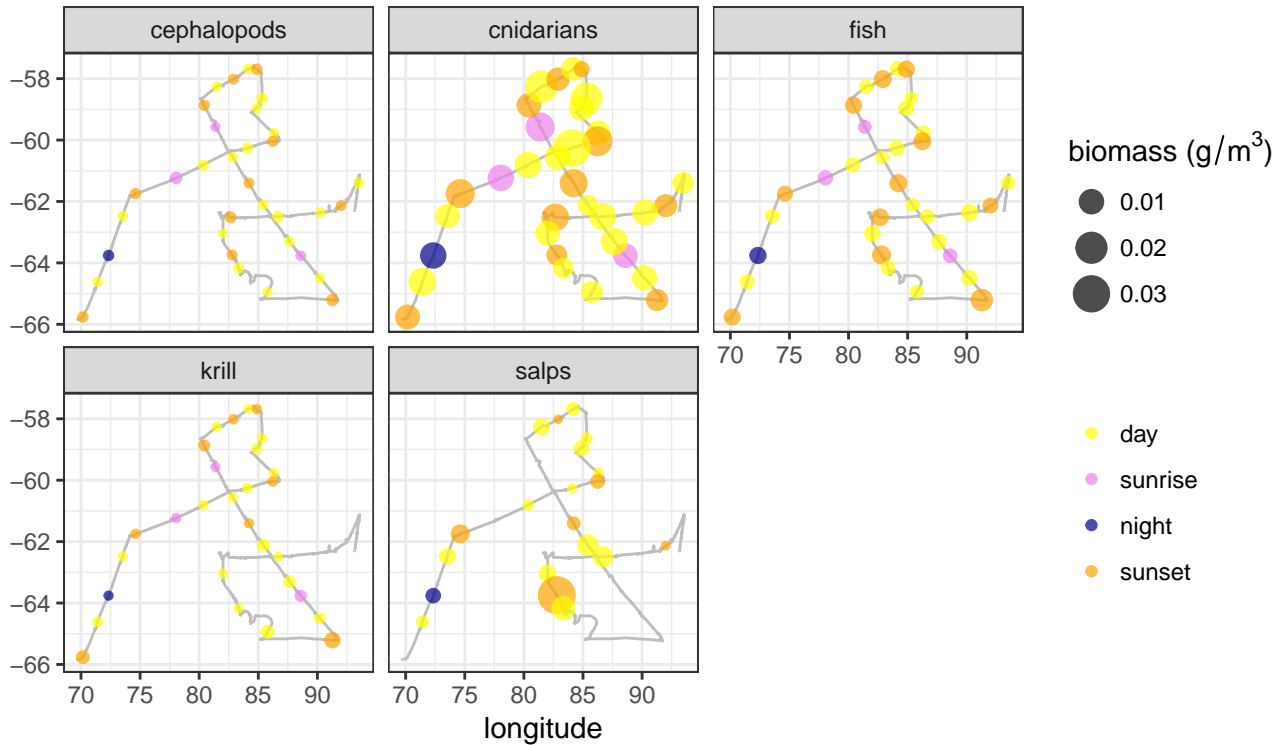 cephalopods cnidarians fish
−58
−60
−62
−64
−66
70 75 80 85 90
krill salps
−58
−60
−62
−64
−66
70 75 80 85 90 70 75 80 85 90
longitude
biomass (g/m³)
0.01
0.02
0.03
day
sunrise
night
sunset